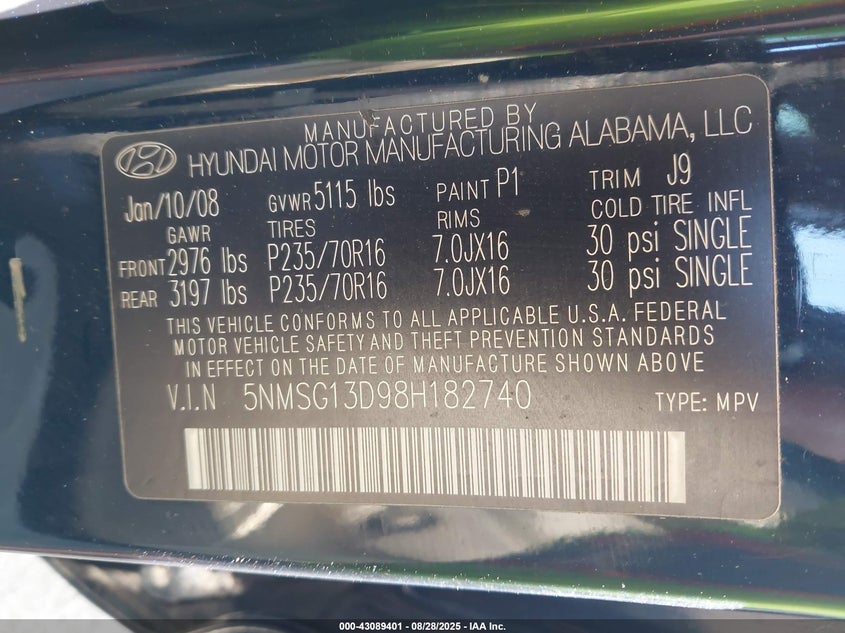 MANUFACTURED BY
HYUNDAI MOTOR MANUFACTURING ALABAMA, LLC
Jan/10/08 GVWR 5115 lbs PAINT P1 TRIM J9
GAWR TIRES RIMS COLD TIRE INFL
FRONT 2976 lbs P235/70R16 7.0JX16 30 psi SINGLE
REAR 3197 lbs P235/70R16 7.0JX16 30 psi SINGLE
THIS VEHICLE CONFORMS TO ALL APPLICABLE U.S.A. FEDERAL
MOTOR VEHICLE SAFETY AND THEFT PREVENTION STANDARDS
IN EFFECT ON THE DATE OF MANUFACTURE SHOWN ABOVE
V.I.N 5NMSG13D98H182740 TYPE: MPV
000-43089401 - 08/28/2025 - IAA Inc.